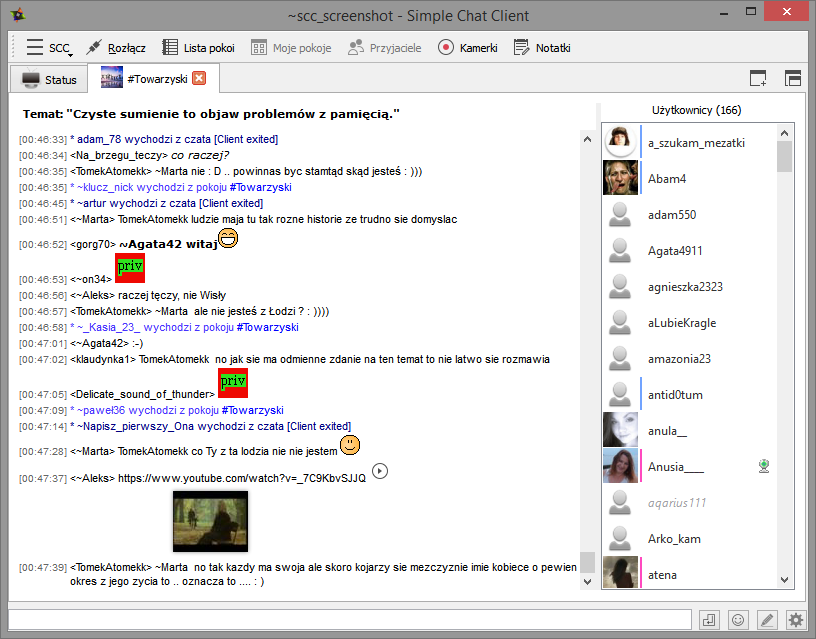 ~scc_screenshot - Simple Chat Client
SCC Rozłącz Lista pokoi Moje pokoje Przyjaciele Kamerki Notatki
Status #Towarzyski
Temat: "Czyste sumienie to objaw problemów z pamięcią."
[00:46:33] * adam_78 wychodzi z czata [Client exited]
[00:46:34] <Na_brzegu_teczy> co raczej?
[00:46:35] <TomekAtomekk> ~Marta nie : D .. powinnas byc stamtąd skąd jesteś : )))
[00:46:35] * ~klucz_nick wychodzi z pokoju #Towarzyski
[00:46:45] * ~artur wychodzi z czata [Client exited]
[00:46:51] <~Marta> TomekAtomekk ludzie maja tu tak rozne historie ze trudno sie domyslac
[00:46:52] <gorg70> ~Agata42 witaj
[00:46:53] <~on34> priv
[00:46:56] <~Aleks> raczej tęczy, nie Wisły
[00:46:57] <TomekAtomekk> ~Marta ale nie jesteś z Łodzi ? : ))))
[00:46:58] * ~_Kasia_23_ wychodzi z pokoju #Towarzyski
[00:47:01] <~Agata42> :-)
[00:47:02] <klaudynka1> TomekAtomekk no jak sie ma odmienne zdanie na ten temat to nie latwo sie rozmawia
[00:47:05] <Delicate_sound_of_thunder> priv
[00:47:09] * ~paweł36 wychodzi z pokoju #Towarzyski
[00:47:14] * ~Napisz_pierwszy_Ona wychodzi z czata [Client exited]
[00:47:28] <~Marta> TomekAtomekk co Ty z ta lodzia nie nie jestem
[00:47:37] <~Aleks> https://www.youtube.com/watch?v=_7C9KbvSJJQ
[00:47:39] <TomekAtomekk> ~Marta no tak kazdy ma swoja ale skoro kojarzy sie mezczyznie imie kobiece o pewien
okres z jego zycia to .. oznacza to .... : )
Użytkownicy (166)
a_szukam_mezatki
Abam4
adam550
Agata4911
agnieszka2323
aLubieKragle
amazonia23
antid0tum
anula__
Anusia____
aqarius111
Arko_kam
atena